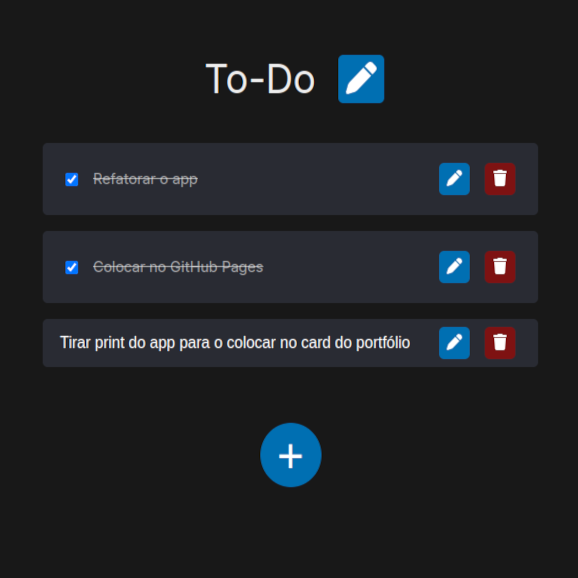 To-Do
Refatorar o app
Colocar no GitHub Pages
Tirar print do app para o colocar no card do portfólio